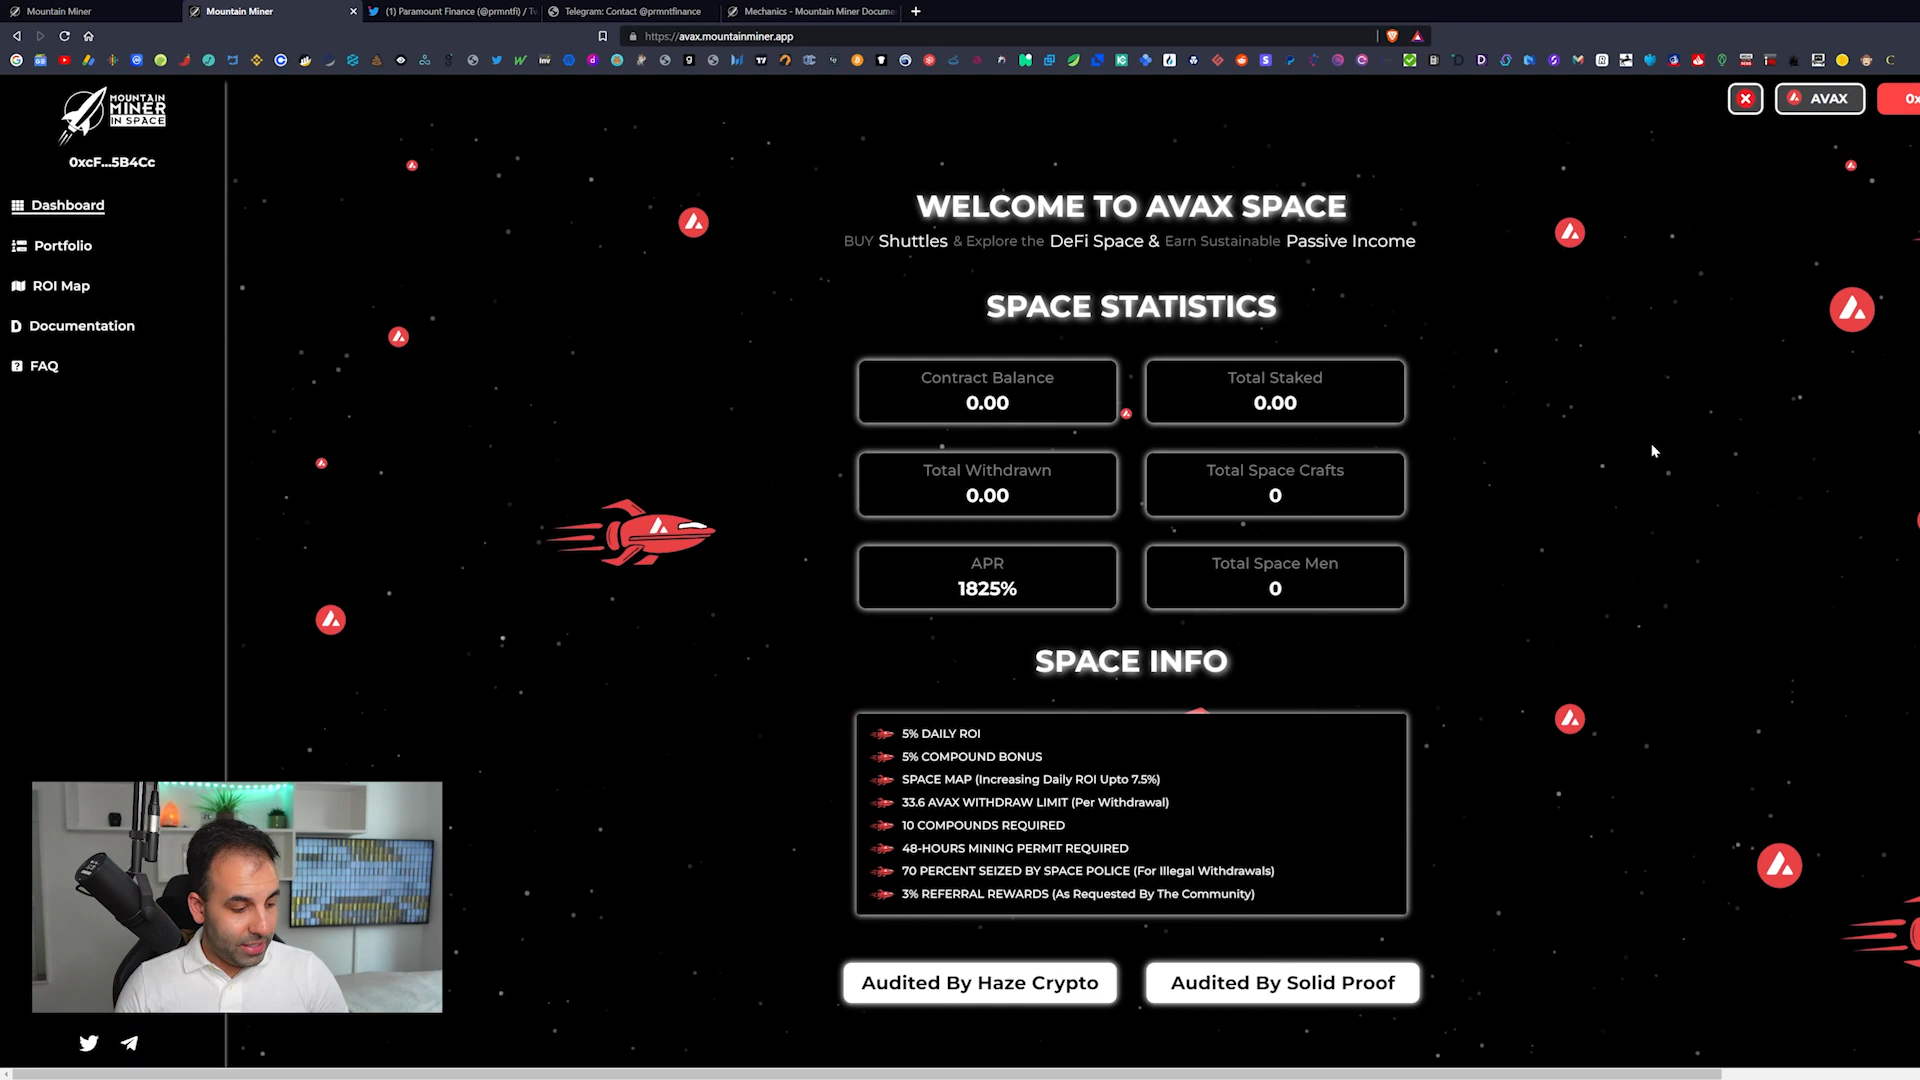 Mountain Miner
Mountain Miner
(1) Paramount Finance (@prmntfi) / Tw
Telegram: Contact @prmntfinance
Mechanics - Mountain Miner Docume
https://avax.mountainminer.app
MOUNTAIN
MINER
IN SPACE
0xcF...5B4Cc
AVAX
0x
Dashboard
Portfolio
ROI Map
Documentation
FAQ
WELCOME TO AVAX SPACE
BUY Shuttles & Explore the DeFi Space & Earn Sustainable Passive Income
SPACE STATISTICS
Contract Balance
0.00
Total Staked
0.00
Total Withdrawn
0.00
Total Space Crafts
0
APR
1825%
Total Space Men
0
SPACE INFO
5% DAILY ROI
5% COMPOUND BONUS
SPACE MAP (Increasing Daily ROI Upto 7.5%)
33.6 AVAX WITHDRAW LIMIT (Per Withdrawal)
10 COMPOUNDS REQUIRED
48-HOURS MINING PERMIT REQUIRED
70 PERCENT SEIZED BY SPACE POLICE (For Illegal Withdrawals)
3% REFERRAL REWARDS (As Requested By The Community)
Audited By Haze Crypto
Audited By Solid Proof